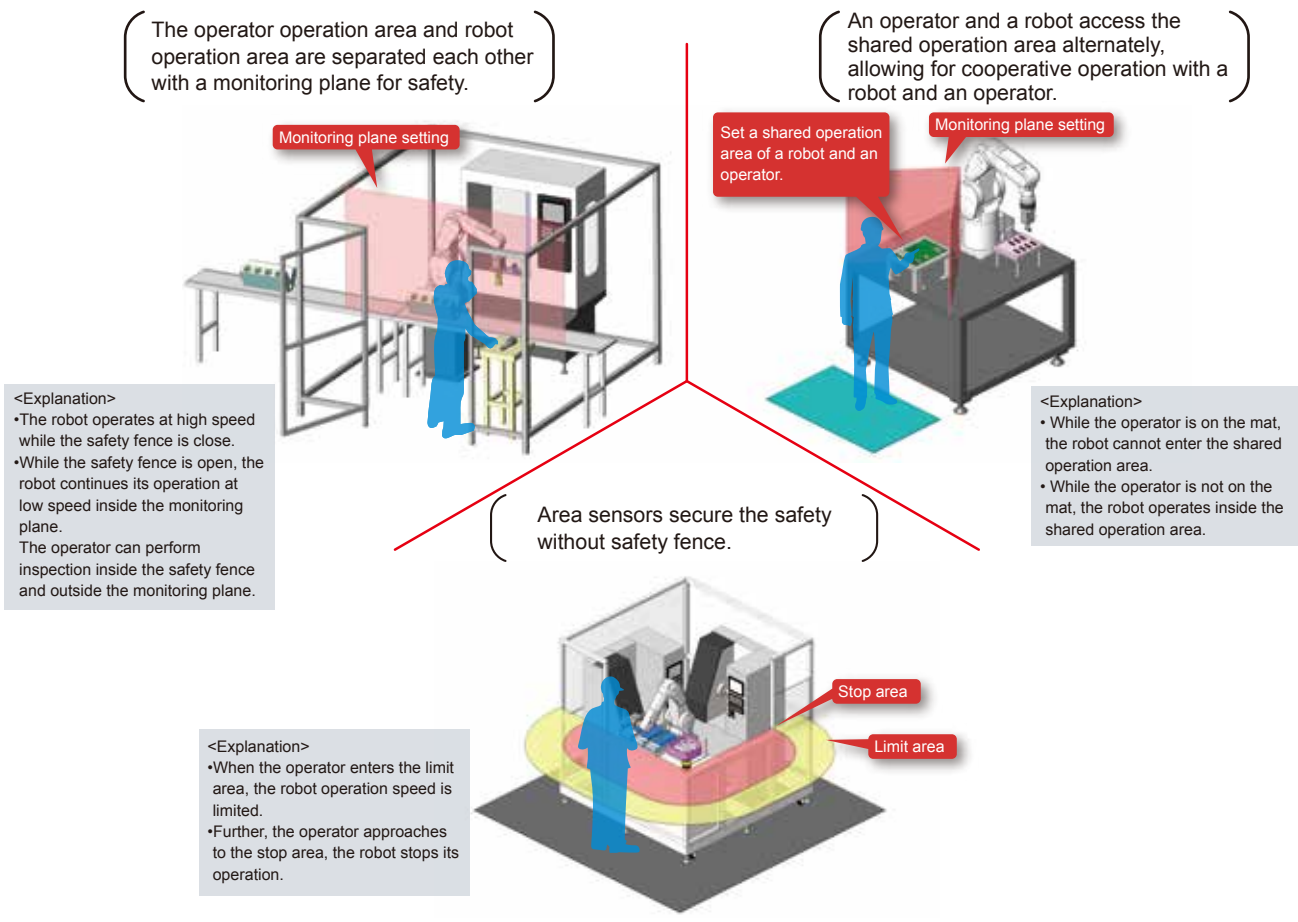 The operator operation area and robot
operation area are separated each other
with a monitoring plane for safety.
Monitoring plane setting
<Explanation>
•The robot operates at high speed
while the safety fence is close.
•While the safety fence is open, the
robot continues its operation at
low speed inside the monitoring
plane.
The operator can perform
inspection inside the safety fence
and outside the monitoring plane.
An operator and a robot access the
shared operation area alternately,
allowing for cooperative operation with a
robot and an operator.
Set a shared operation
area of a robot and an
operator.
Monitoring plane setting
<Explanation>
• While the operator is on the mat,
the robot cannot enter the shared
operation area.
• While the operator is not on the
mat, the robot operates inside the
shared operation area.
Area sensors secure the safety
without safety fence.
Stop area
Limit area
<Explanation>
•When the operator enters the limit
area, the robot operation speed is
limited.
•Further, the operator approaches
to the stop area, the robot stops its
operation.